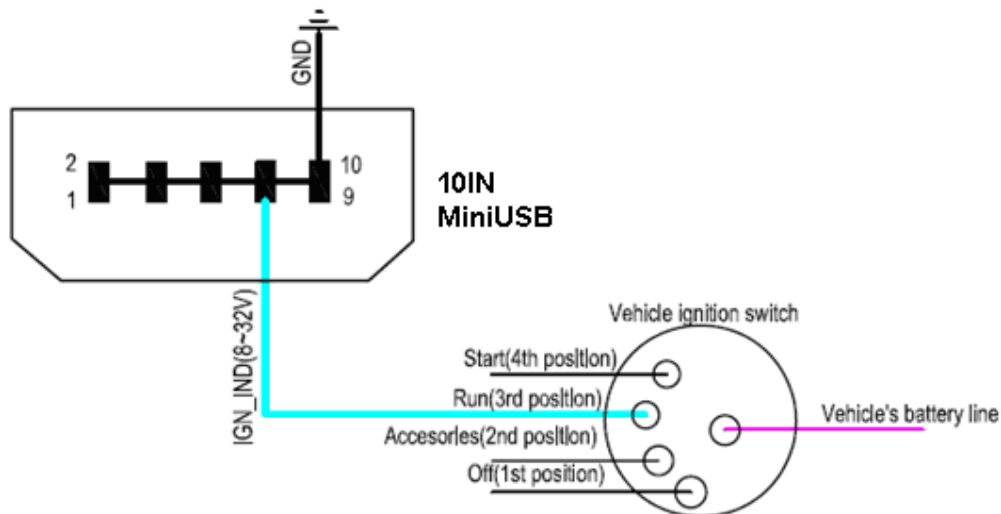 GND
2
10
1
9
10IN
MiniUSB
IGN_IND(8~32V)
Vehicle ignition switch
Start(4th position)
Run(3rd position)
Vehicle's battery line
Accesories(2nd position)
Off(1st position)